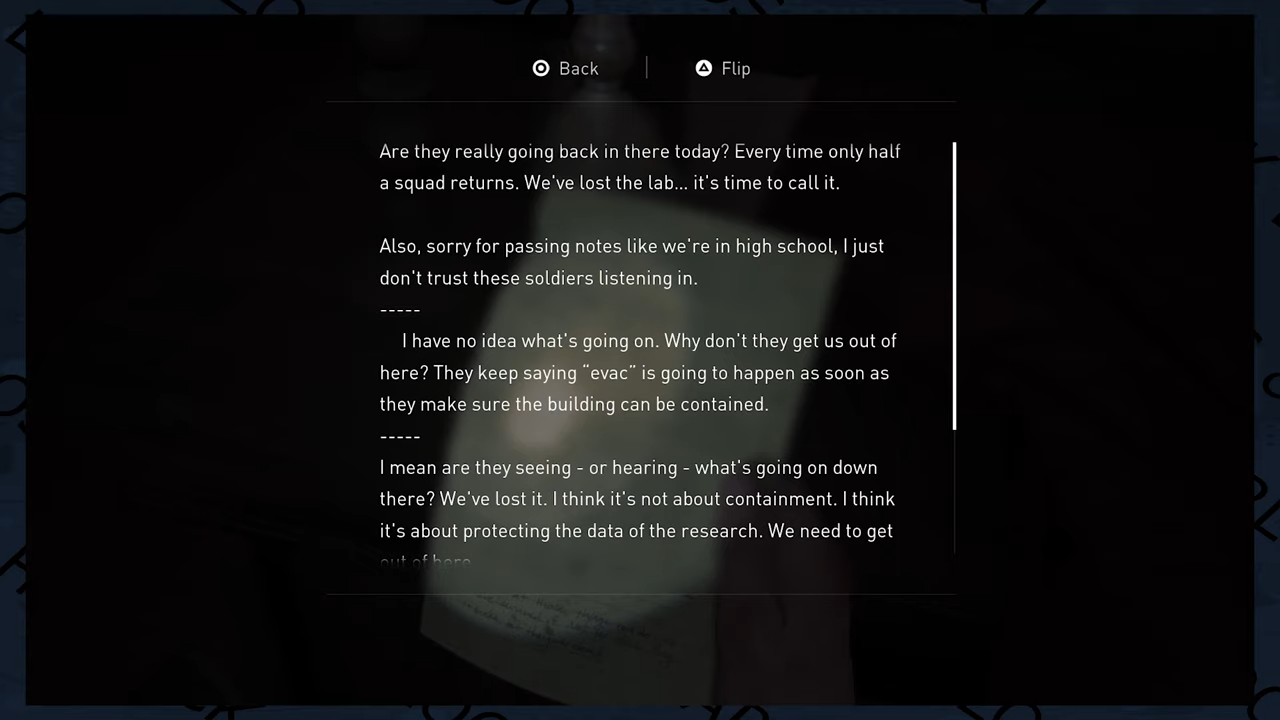 Back
Flip
Are they really going back in there today? Every time only half
a squad returns. We've lost the lab... it's time to call it.
Also, sorry for passing notes like we're in high school, I just
don't trust these soldiers listening in.
-----
I have no idea what's going on. Why don't they get us out of
here? They keep saying “evac” is going to happen as soon as
they make sure the building can be contained.
-----
I mean are they seeing - or hearing - what's going on down
there? We've lost it. I think it's not about containment. I think
it's about protecting the data of the research. We need to get
out of here